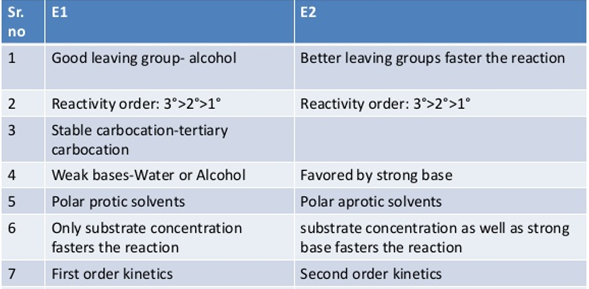 Sr. no E1 E2
1 Good leaving group- alcohol Better leaving groups faster the reaction
2 Reactivity order: 3°>2°>1° Reactivity order: 3°>2°>1°
3 Stable carbocation-tertiary
carbocation
4 Weak bases-Water or Alcohol Favored by strong base
5 Polar protic solvents Polar aprotic solvents
6 Only substrate concentration
fasters the reaction
substrate concentration as well as strong
base fasters the reaction
7 First order kinetics Second order kinetics